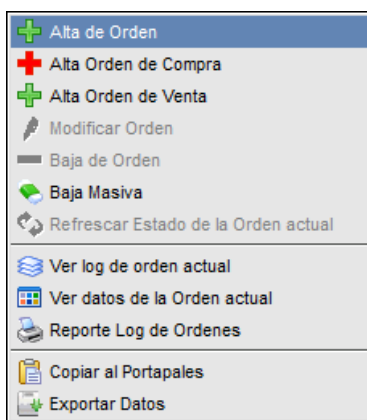 Alta de Orden
Alta Orden de Compra
Alta Orden de Venta
Modificar Orden
Baja de Orden
Baja Masiva
Refrescar Estado de la Orden actual
Ver log de orden actual
Ver datos de la Orden actual
Reporte Log de Ordenes
Copiar al Portapales
Exportar Datos